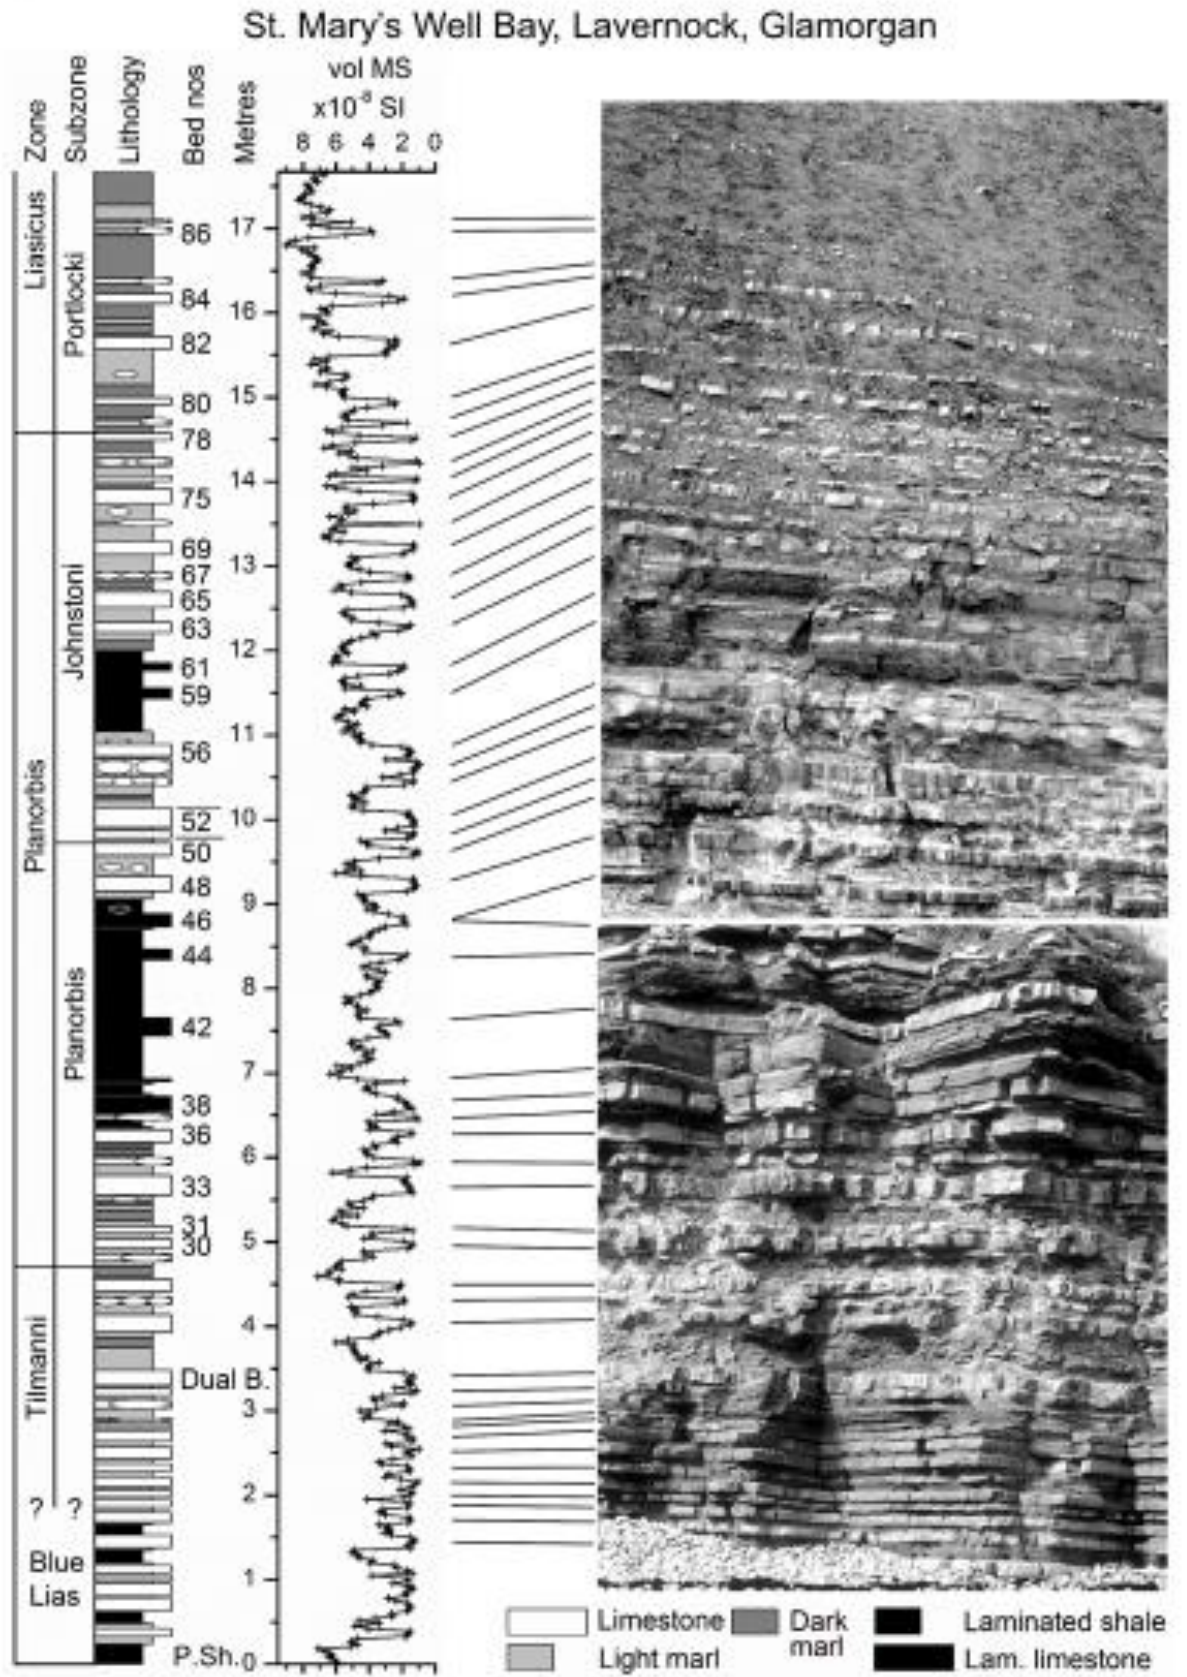 St. Mary's Well Bay, Lavernock, Glamorgan
Zone
Subzone
Lithology
Bed nos
Metres
vol MS
x10⁻⁸ SI
8 6 4 2 0
Liasicus
Portlocki
Planorbis
Johnstoni
Planorbis
Tilmanni
? ?
Blue
Lias
86
84
82
80
78
75
69
67
65
63
61
59
56
52
50
48
46
44
42
38
36
33
31
30
Dual B.
P.Sh.
17
16
15
14
13
12
11
10
9
8
7
6
5
4
3
2
1
0
Limestone
Dark marl
Laminated shale
Light marl
Lam. limestone